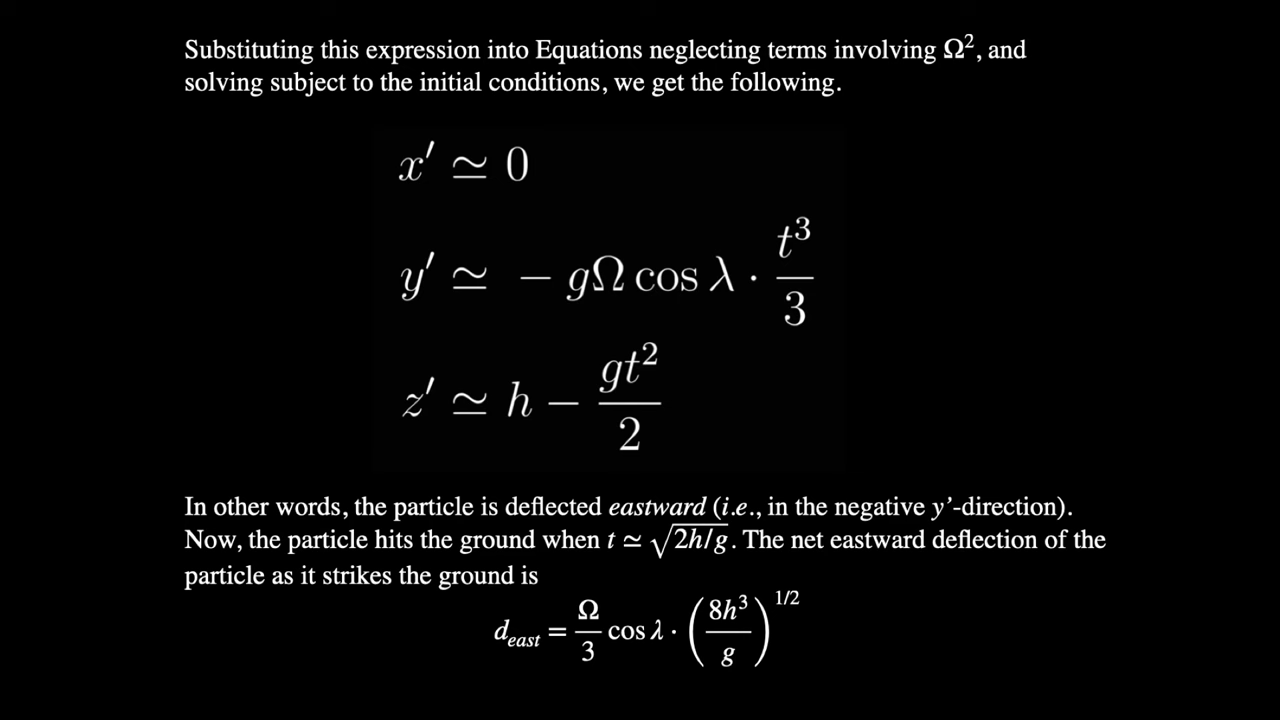 Substituting this expression into Equations neglecting terms involving Ω², and
solving subject to the initial conditions, we get the following.
x′ ≃ 0
y′ ≃ − gΩ cos λ · t³/3
z′ ≃ h − gt²/2
In other words, the particle is deflected eastward (i.e., in the negative y’-direction).
Now, the particle hits the ground when t ≃ √2h/g. The net eastward deflection of the
particle as it strikes the ground is
d_east = Ω/3 cos λ · (8h³/g)^1/2